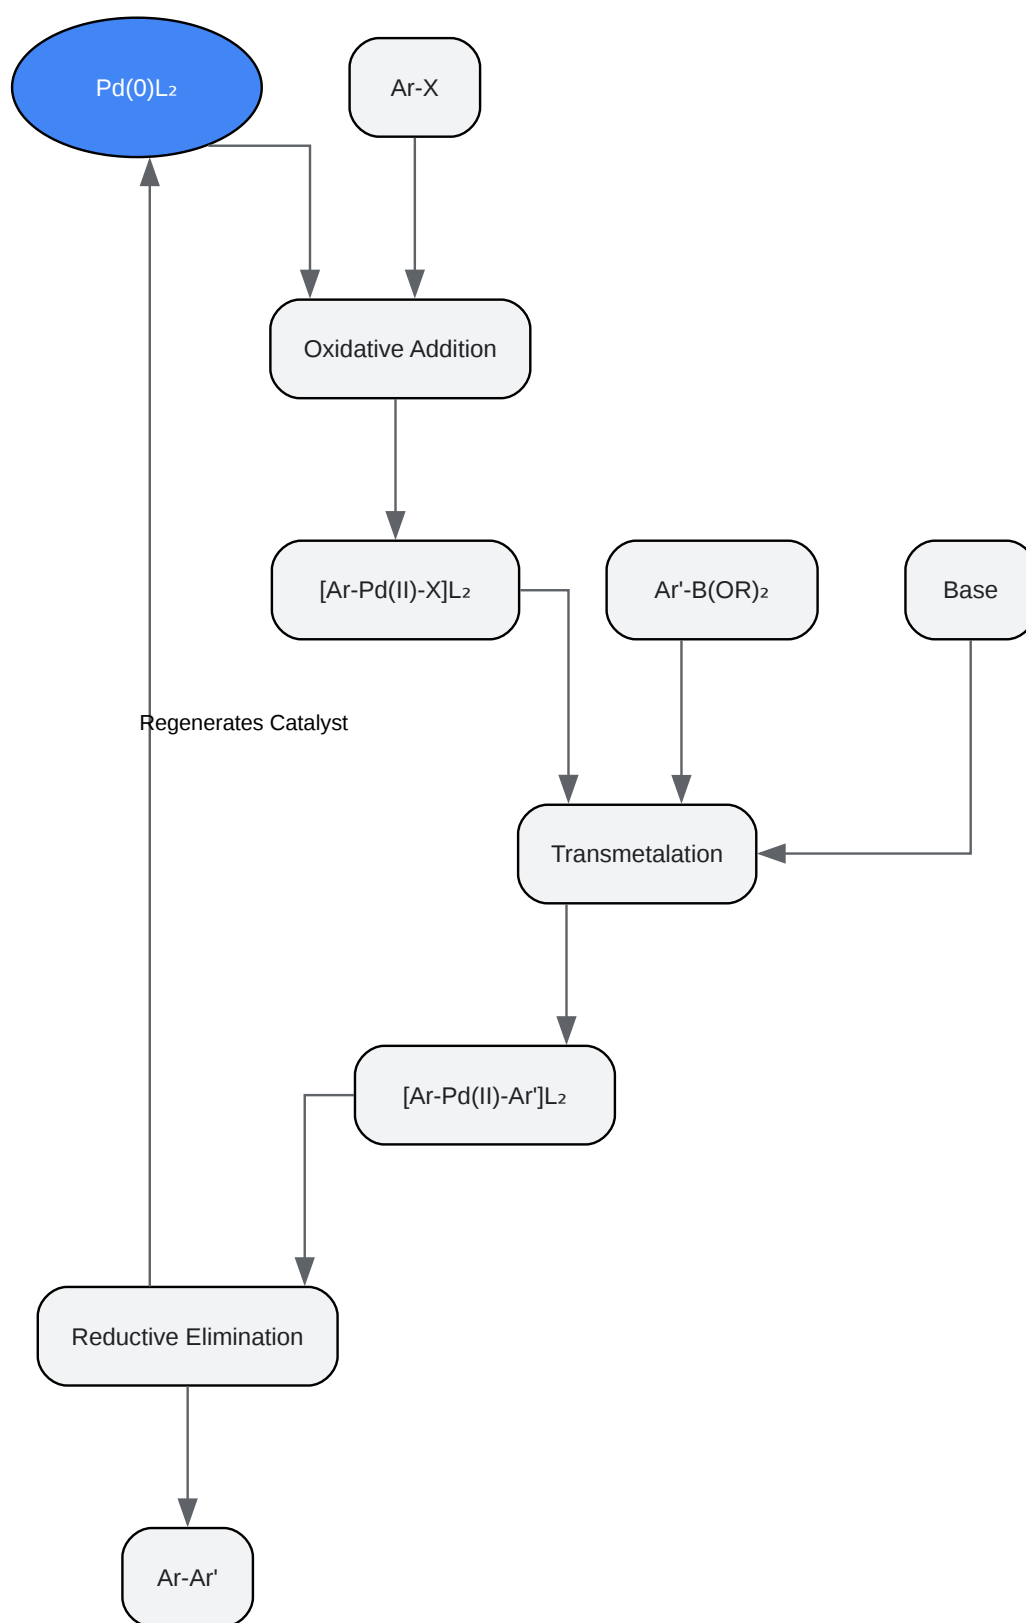 Pd(0)L₂
Ar-X
Oxidative Addition
[Ar-Pd(II)-X]L₂
Ar'-B(OR)₂
Base
Regenerates Catalyst
Transmetalation
[Ar-Pd(II)-Ar']L₂
Reductive Elimination
Ar-Ar'